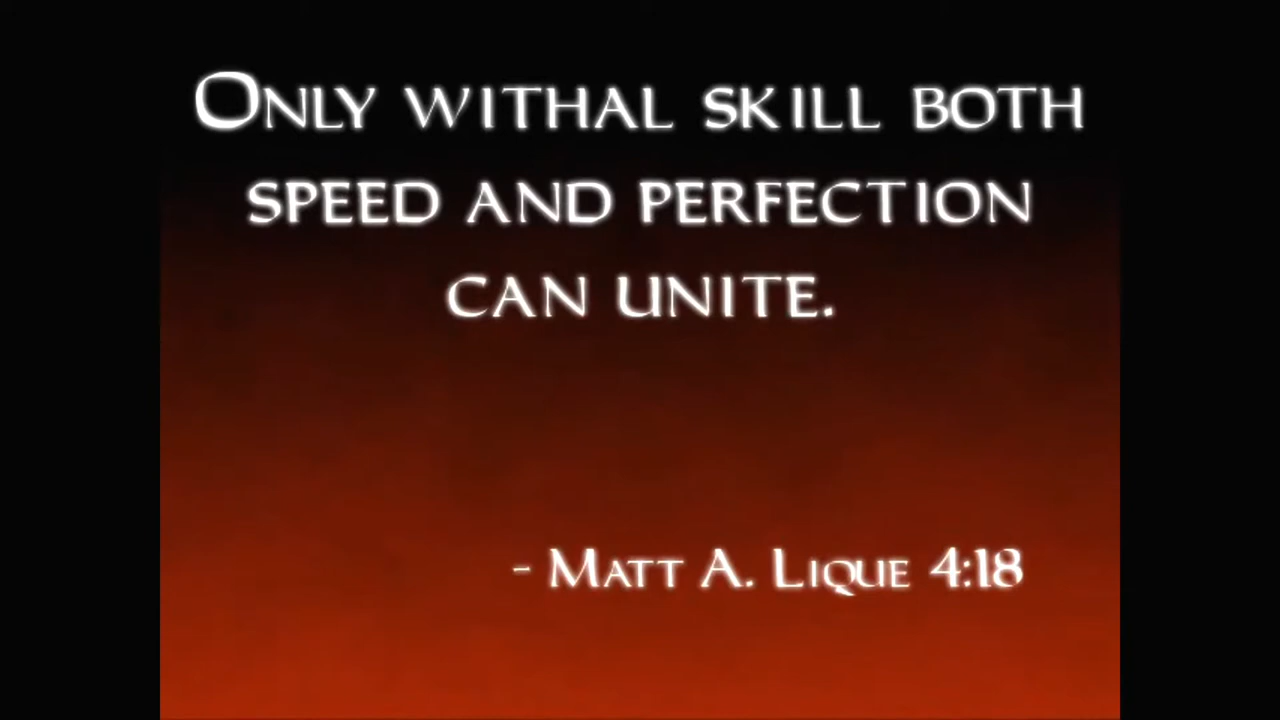 Only withal skill both
speed and perfection
can unite.
- Matt A. Lique 4:18